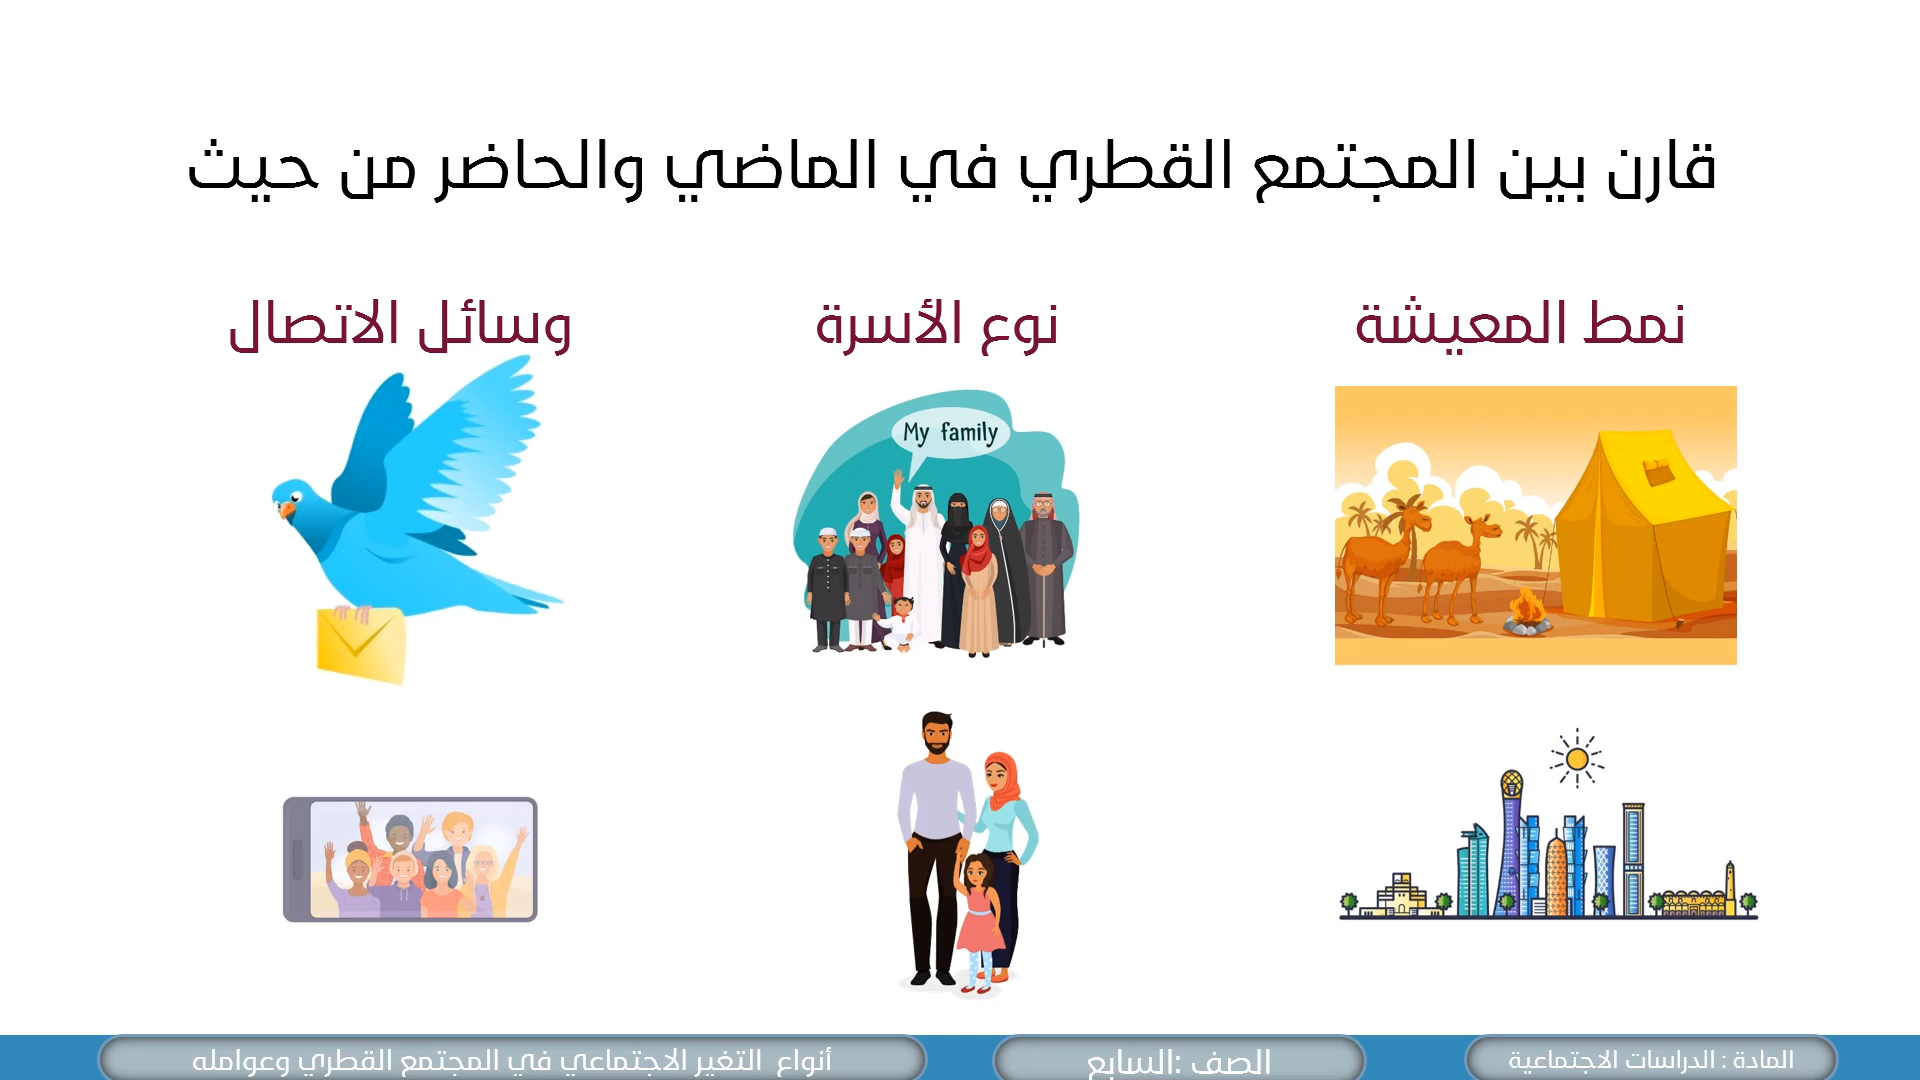 قارن بين المجتمع القطري في الماضي والحاضر من حيث
نمط المعيشة
نوع الأسرة
وسائل الاتصال
My family
المادة : الدراسات الاجتماعية
الصف :السابع
أنواع التغير الاجتماعي في المجتمع القطري وعوامله